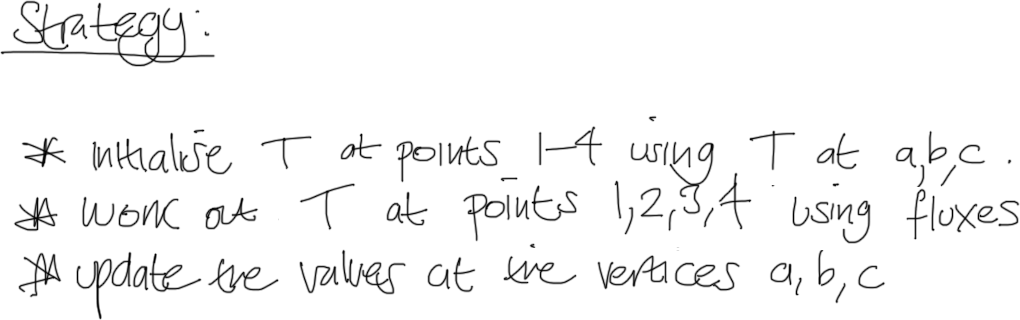 Strategy:
* initialise T at points 1-4 using T at a,b,c.
* work out T at points 1,2,3,4 using fluxes
* update the values at the vertices a, b, c